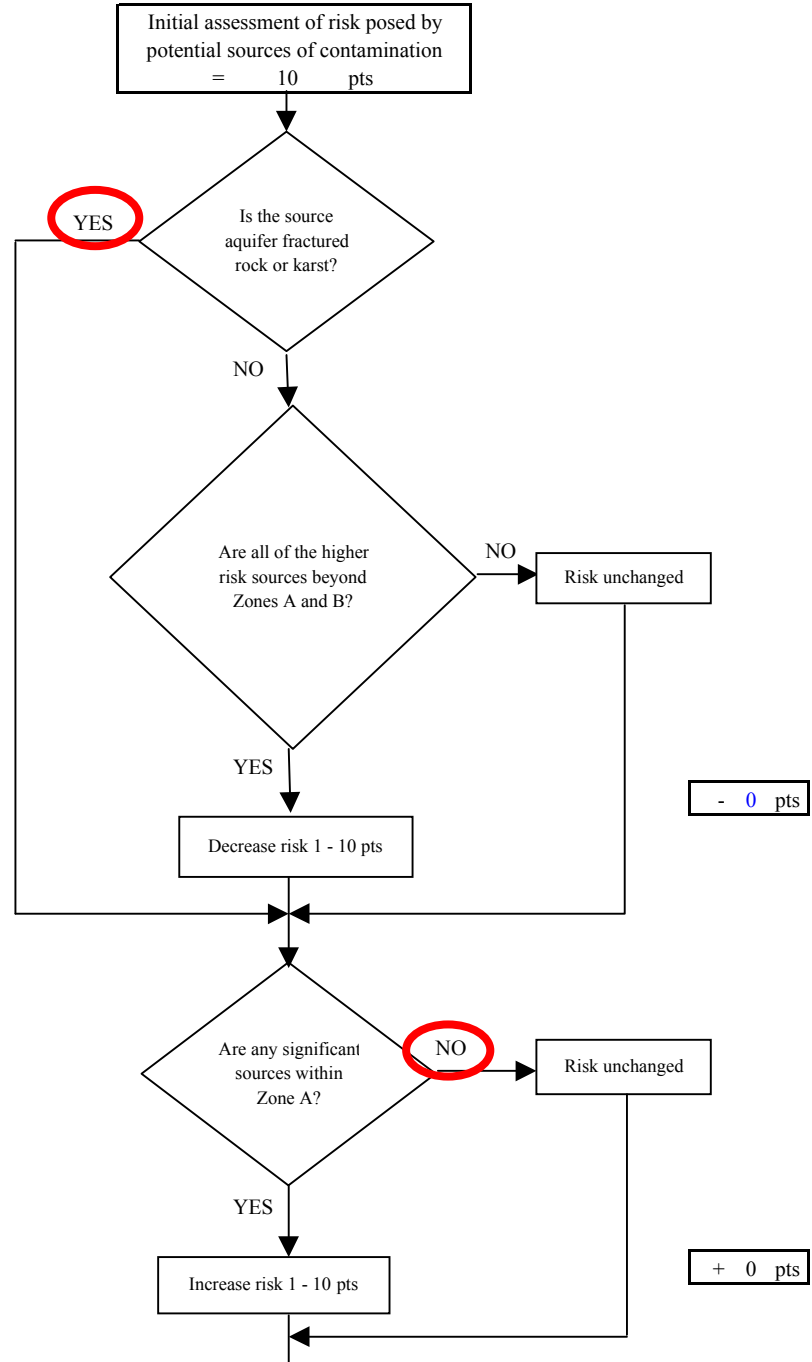 Initial assessment of risk posed by
potential sources of contamination
= 10 pts
YES
Is the source
aquifer fractured
rock or karst?
NO
Are all of the higher
risk sources beyond
Zones A and B?
NO
Risk unchanged
YES
- 0 pts
Decrease risk 1 - 10 pts
Are any significant
sources within
Zone A?
NO
Risk unchanged
YES
+ 0 pts
Increase risk 1 - 10 pts